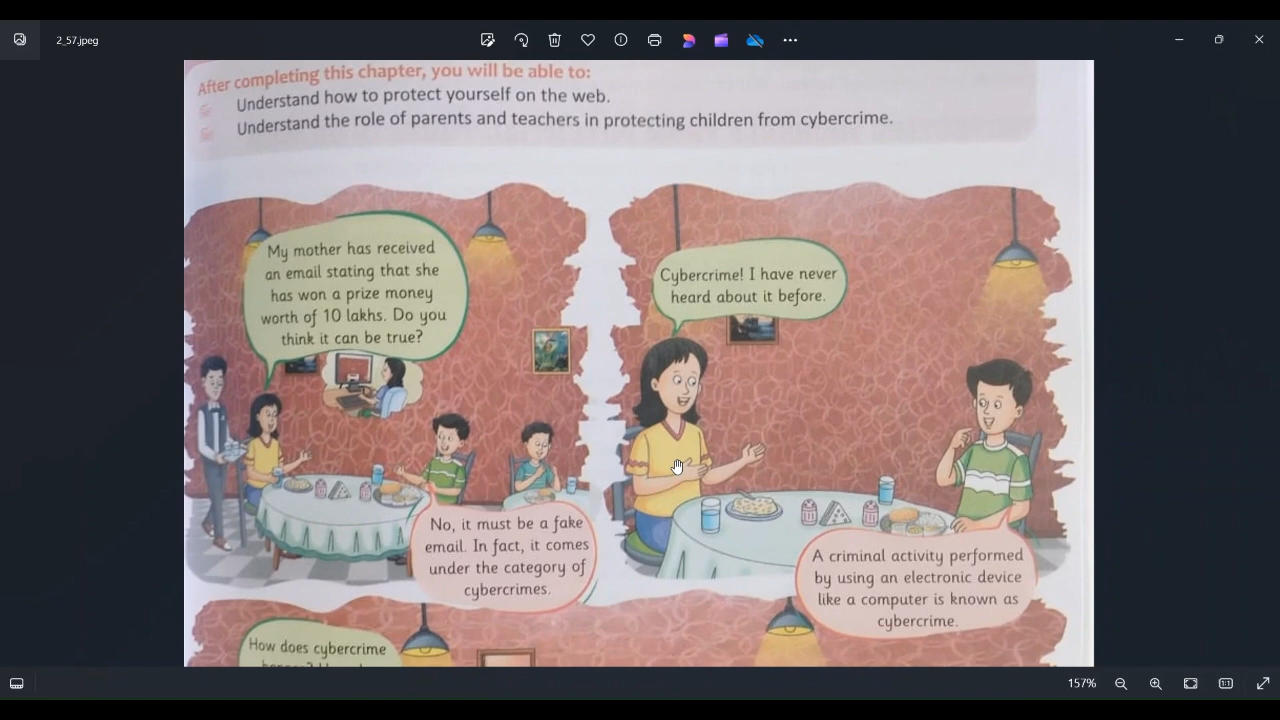 2_57.jpeg
After completing this chapter, you will be able to:
Understand how to protect yourself on the web.
Understand the role of parents and teachers in protecting children from cybercrime.
My mother has received
an email stating that she
has won a prize money
worth of 10 lakhs. Do you
think it can be true?
No, it must be a fake
email. In fact, it comes
under the category of
cybercrimes.
Cybercrime! I have never
heard about it before.
A criminal activity performed
by using an electronic device
like a computer is known as
cybercrime.
How does cybercrime
157%